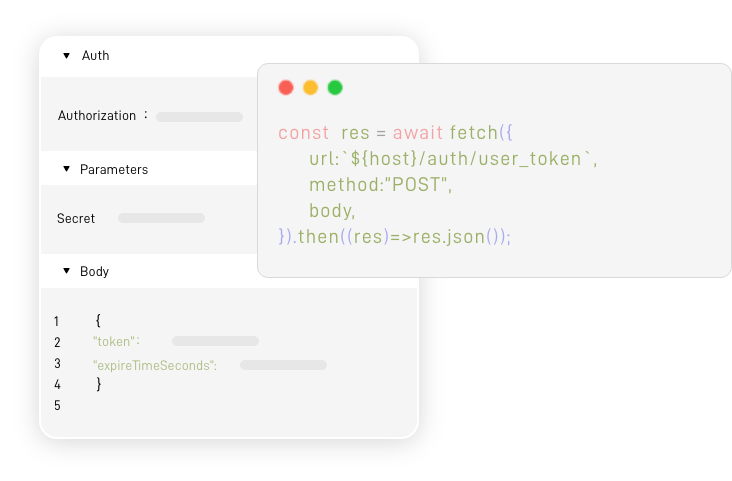 Auth
Authorization :
Parameters
Secret
Body
1 {
2 "token":
3 "expireTimeSeconds":
4 }
5
const res = await fetch({
url:`${host}/auth/user_token`,
method:"POST",
body,
}).then((res)=>res.json());